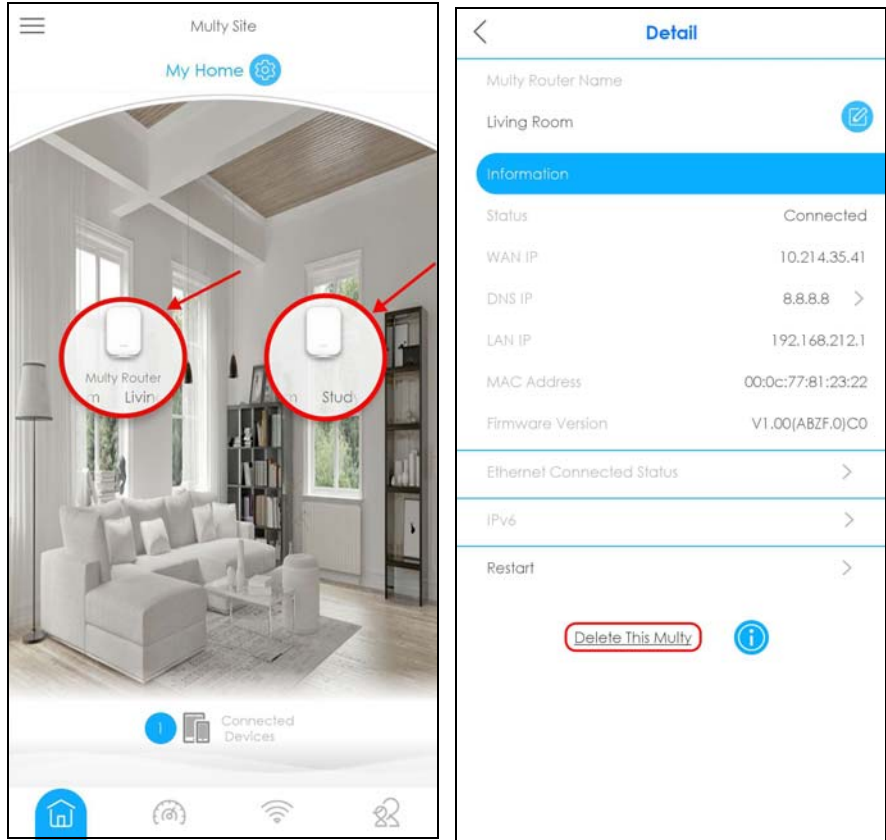 Multy Site
My Home
Multy Router
m Livin
m Study
1 Connected
Devices
Detail
Multy Router Name
Living Room
Information
Status Connected
WAN IP 10.214.35.41
DNS IP 8.8.8.8
LAN IP 192.168.212.1
MAC Address 00:0c:77:81:23:22
Firmware Version V1.00(ABZF.0)C0
Ethernet Connected Status
IPv6
Restart
Delete This Multy